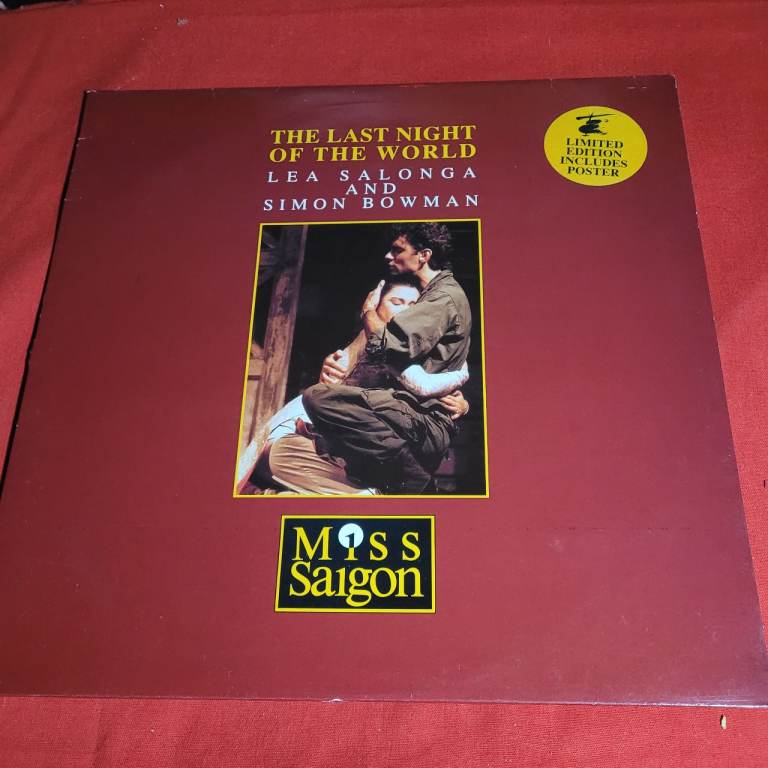 THE LAST NIGHT
OF THE WORLD
LEA SALONGA
AND
SIMON BOWMAN
LIMITED
EDITION
INCLUDES
POSTER
Miss
Saigon